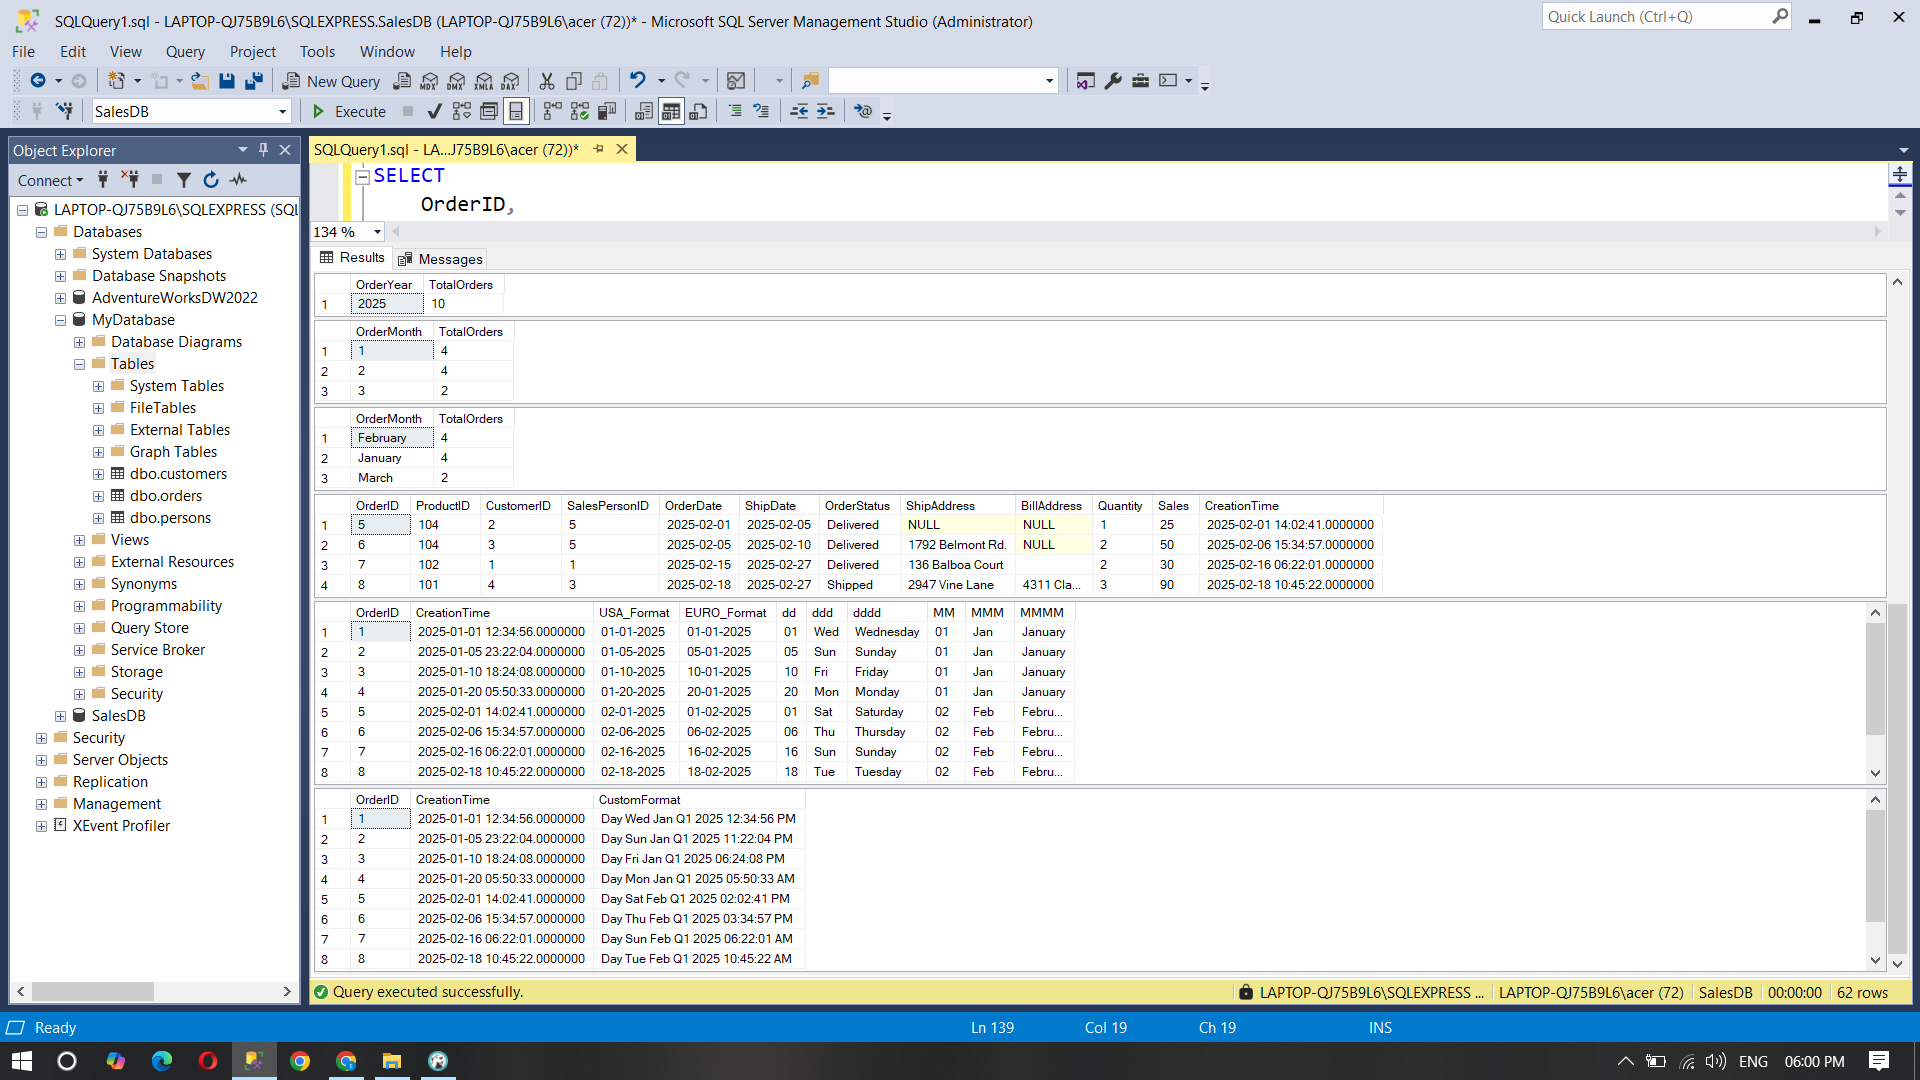 SQLQuery1.sql - LAPTOP-QJ75B9L6\SQLEXPRESS.SalesDB (LAPTOP-QJ75B9L6\acer (72))* - Microsoft SQL Server Management Studio (Administrator)
Quick Launch (Ctrl+Q)
File Edit View Query Project Tools Window Help
New Query MDX DMX XMLA DAX
SalesDB Execute
Object Explorer
Connect
LAPTOP-QJ75B9L6\SQLEXPRESS (SQL
Databases
System Databases
Database Snapshots
AdventureWorksDW2022
MyDatabase
Database Diagrams
Tables
System Tables
FileTables
External Tables
Graph Tables
dbo.customers
dbo.orders
dbo.persons
Views
External Resources
Synonyms
Programmability
Query Store
Service Broker
Storage
Security
SalesDB
Security
Server Objects
Replication
Management
XEvent Profiler
SQLQuery1.sql - LA...J75B9L6\acer (72))*
SELECT
OrderID,
134 %
Results Messages
OrderYear TotalOrders
1 2025 10
OrderMonth TotalOrders
1 1 4
2 2 4
3 3 2
OrderMonth TotalOrders
1 February 4
2 January 4
3 March 2
OrderID ProductID CustomerID SalesPersonID OrderDate ShipDate OrderStatus ShipAddress BillAddress Quantity Sales CreationTime
1 5 104 2 5 2025-02-01 2025-02-05 Delivered NULL NULL 1 25 2025-02-01 14:02:41.0000000
2 6 104 3 5 2025-02-05 2025-02-10 Delivered 1792 Belmont Rd. NULL 2 50 2025-02-06 15:34:57.0000000
3 7 102 1 1 2025-02-15 2025-02-27 Delivered 136 Balboa Court 2 30 2025-02-16 06:22:01.0000000
4 8 101 4 3 2025-02-18 2025-02-27 Shipped 2947 Vine Lane 4311 Cla... 3 90 2025-02-18 10:45:22.0000000
OrderID CreationTime USA_Format EURO_Format dd ddd dddd MM MMM MMMM
1 1 2025-01-01 12:34:56.0000000 01-01-2025 01-01-2025 01 Wed Wednesday 01 Jan January
2 2 2025-01-05 23:22:04.0000000 01-05-2025 05-01-2025 05 Sun Sunday 01 Jan January
3 3 2025-01-10 18:24:08.0000000 01-10-2025 10-01-2025 10 Fri Friday 01 Jan January
4 4 2025-01-20 05:50:33.0000000 01-20-2025 20-01-2025 20 Mon Monday 01 Jan January
5 5 2025-02-01 14:02:41.0000000 02-01-2025 01-02-2025 01 Sat Saturday 02 Feb Febru...
6 6 2025-02-06 15:34:57.0000000 02-06-2025 06-02-2025 06 Thu Thursday 02 Feb Febru...
7 7 2025-02-16 06:22:01.0000000 02-16-2025 16-02-2025 16 Sun Sunday 02 Feb Febru...
8 8 2025-02-18 10:45:22.0000000 02-18-2025 18-02-2025 18 Tue Tuesday 02 Feb Febru...
OrderID CreationTime CustomFormat
1 1 2025-01-01 12:34:56.0000000 Day Wed Jan Q1 2025 12:34:56 PM
2 2 2025-01-05 23:22:04.0000000 Day Sun Jan Q1 2025 11:22:04 PM
3 3 2025-01-10 18:24:08.0000000 Day Fri Jan Q1 2025 06:24:08 PM
4 4 2025-01-20 05:50:33.0000000 Day Mon Jan Q1 2025 05:50:33 AM
5 5 2025-02-01 14:02:41.0000000 Day Sat Feb Q1 2025 02:02:41 PM
6 6 2025-02-06 15:34:57.0000000 Day Thu Feb Q1 2025 03:34:57 PM
7 7 2025-02-16 06:22:01.0000000 Day Sun Feb Q1 2025 06:22:01 AM
8 8 2025-02-18 10:45:22.0000000 Day Tue Feb Q1 2025 10:45:22 AM
Query executed successfully. LAPTOP-QJ75B9L6\SQLEXPRESS ... LAPTOP-QJ75B9L6\acer (72) SalesDB 00:00:00 62 rows
Ready Ln 139 Col 19 Ch 19 INS
ENG 06:00 PM